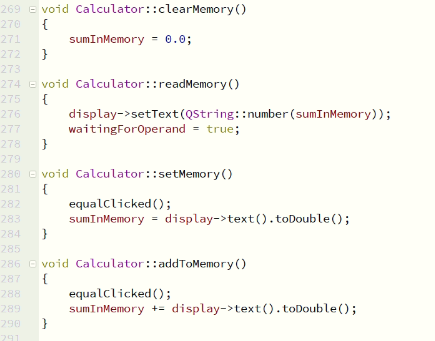 269 void Calculator::clearMemory()
270 {
271 sumInMemory = 0.0;
272 }
273
274 void Calculator::readMemory()
275 {
276 display->setText(QString::number(sumInMemory));
277 waitingForOperand = true;
278 }
279
280 void Calculator::setMemory()
281 {
282 equalClicked();
283 sumInMemory = display->text().toDouble();
284 }
285
286 void Calculator::addToMemory()
287 {
288 equalClicked();
289 sumInMemory += display->text().toDouble();
290 }
291